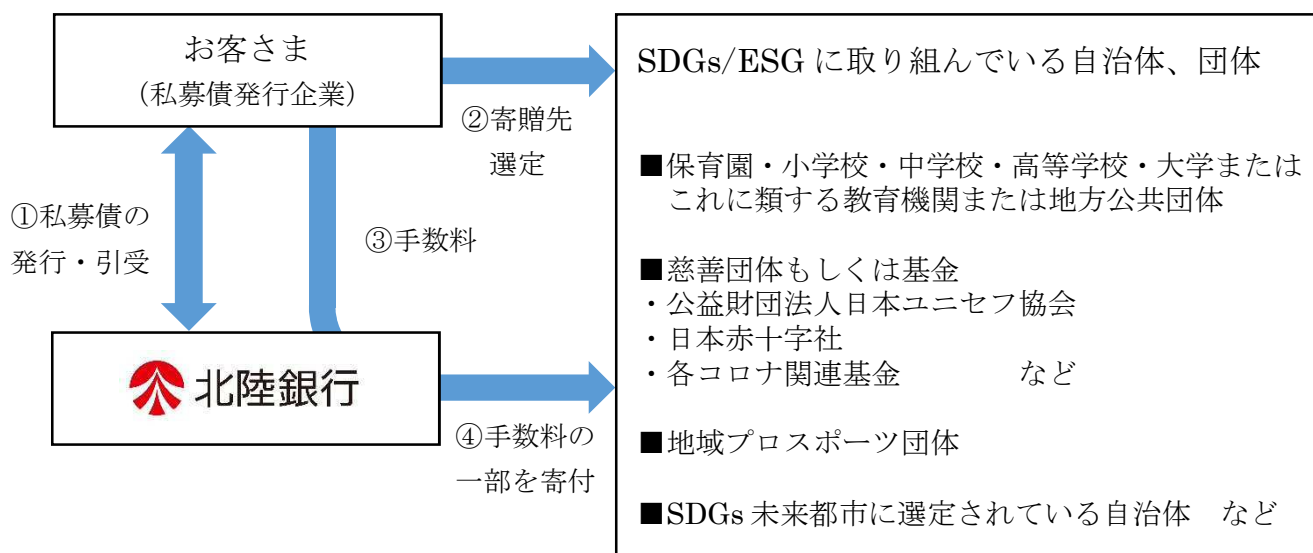 お客さま
（私募債発行企業）
①私募債の
発行・引受
②寄贈先
選定
③手数料
北陸銀行
④手数料の
一部を寄付
SDGs/ESG に取り組んでいる自治体、団体
■保育園・小学校・中学校・高等学校・大学または
これに類する教育機関または地方公共団体
■慈善団体もしくは基金
・公益財団法人日本ユニセフ協会
・日本赤十字社
・各コロナ関連基金　　　　など
■地域プロスポーツ団体
■SDGs 未来都市に選定されている自治体　など